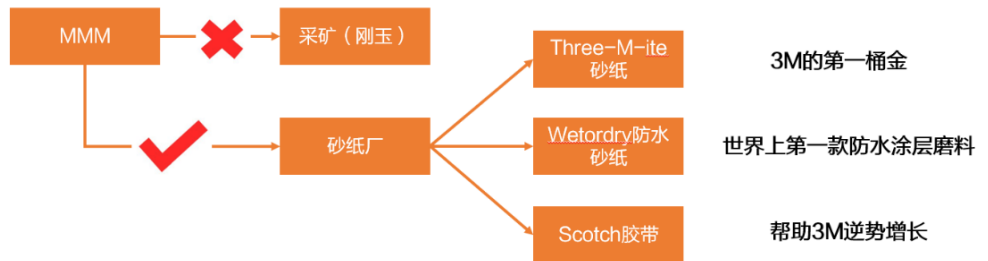 MMM
采矿（刚玉）
Three-M-ite
砂纸
3M的第一桶金
砂纸厂
Wetordry防水
砂纸
世界上第一款防水涂层磨料
Scotch胶带
帮助3M逆势增长